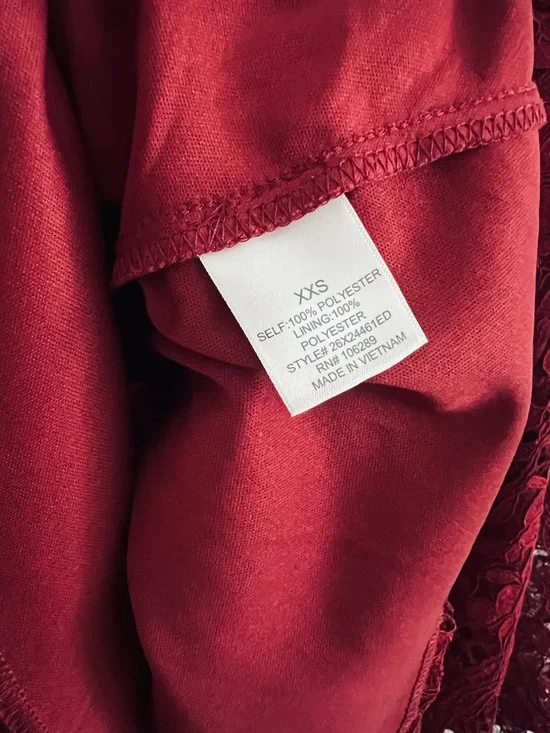 XXS
SELF:100% POLYESTER
LINING:100%
POLYESTER
STYLE# 26X24461ED
RN# 106289
MADE IN VIETNAM